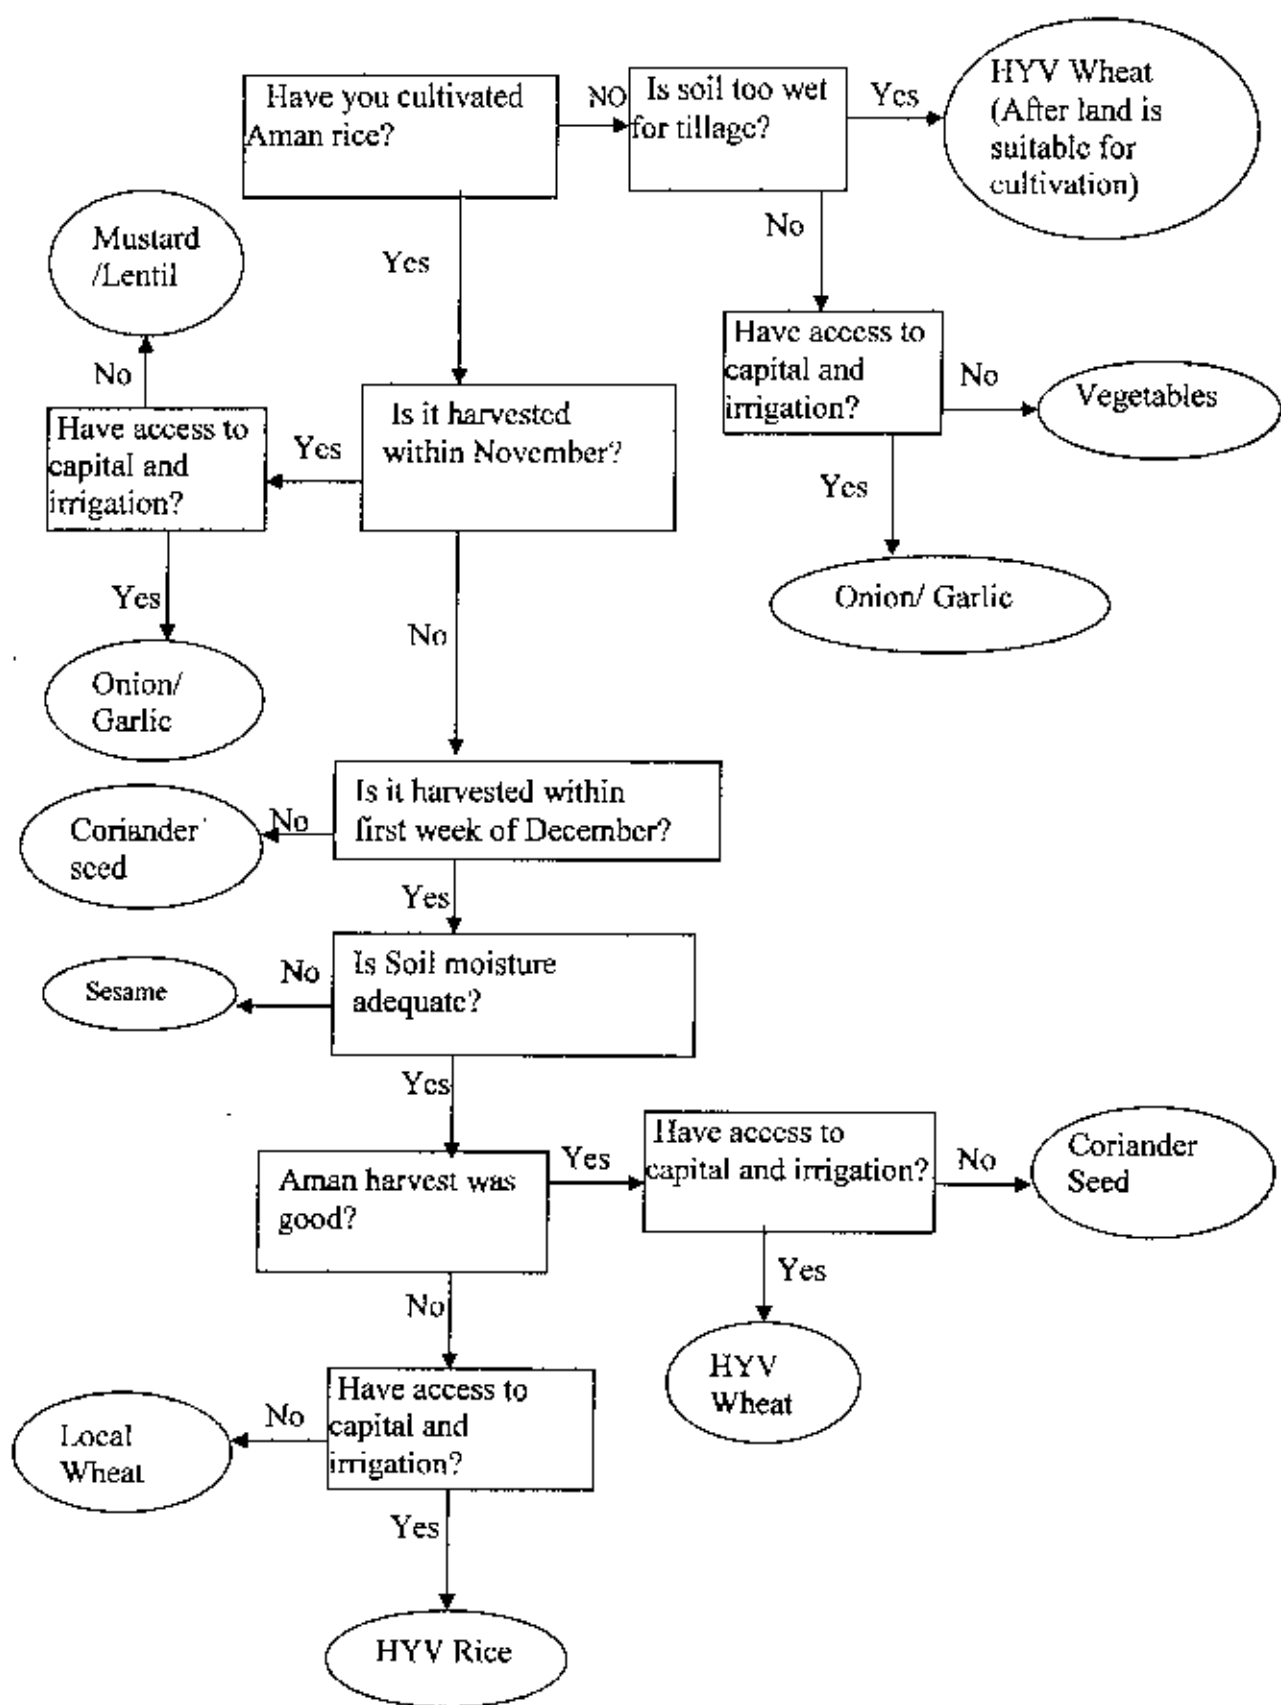 Have you cultivated
Aman rice?
NO
Is soil too wet
for tillage?
Yes
HYV Wheat
(After land is
suitable for
cultivation)
No
Yes
Mustard
/Lentil
No
Have access to
capital and
irrigation?
Yes
Is it harvested
within November?
Have access to
capital and
irrigation?
No
Vegetables
Yes
Onion/ Garlic
Yes
Onion/
Garlic
No
Is it harvested within
first week of December?
No
Coriander
seed
Yes
Is Soil moisture
adequate?
No
Sesame
Yes
Aman harvest was
good?
Yes
Have access to
capital and irrigation?
No
Coriander
Seed
Yes
HYV
Wheat
No
Have access to
capital and
irrigation?
No
Local
Wheat
Yes
HYV Rice